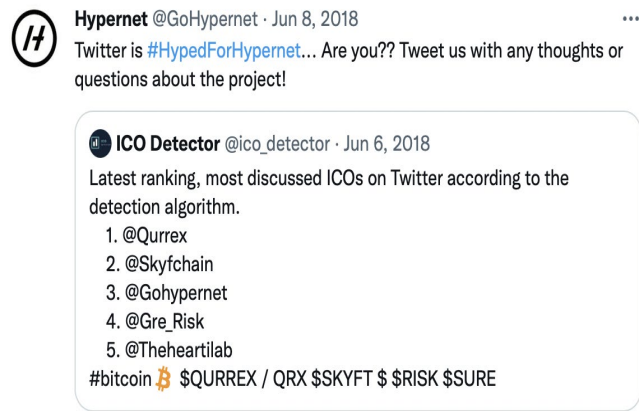 Hypernet @GoHypernet · Jun 8, 2018
Twitter is #HypedForHypernet... Are you?? Tweet us with any thoughts or
questions about the project!
ICO Detector @ico_detector · Jun 6, 2018
Latest ranking, most discussed ICOs on Twitter according to the
detection algorithm.
1. @Qurrex
2. @Skyfchain
3. @Gohypernet
4. @Gre_Risk
5. @Theheartilab
#bitcoin $QURREX / QRX $SKYFT $ $RISK $SURE